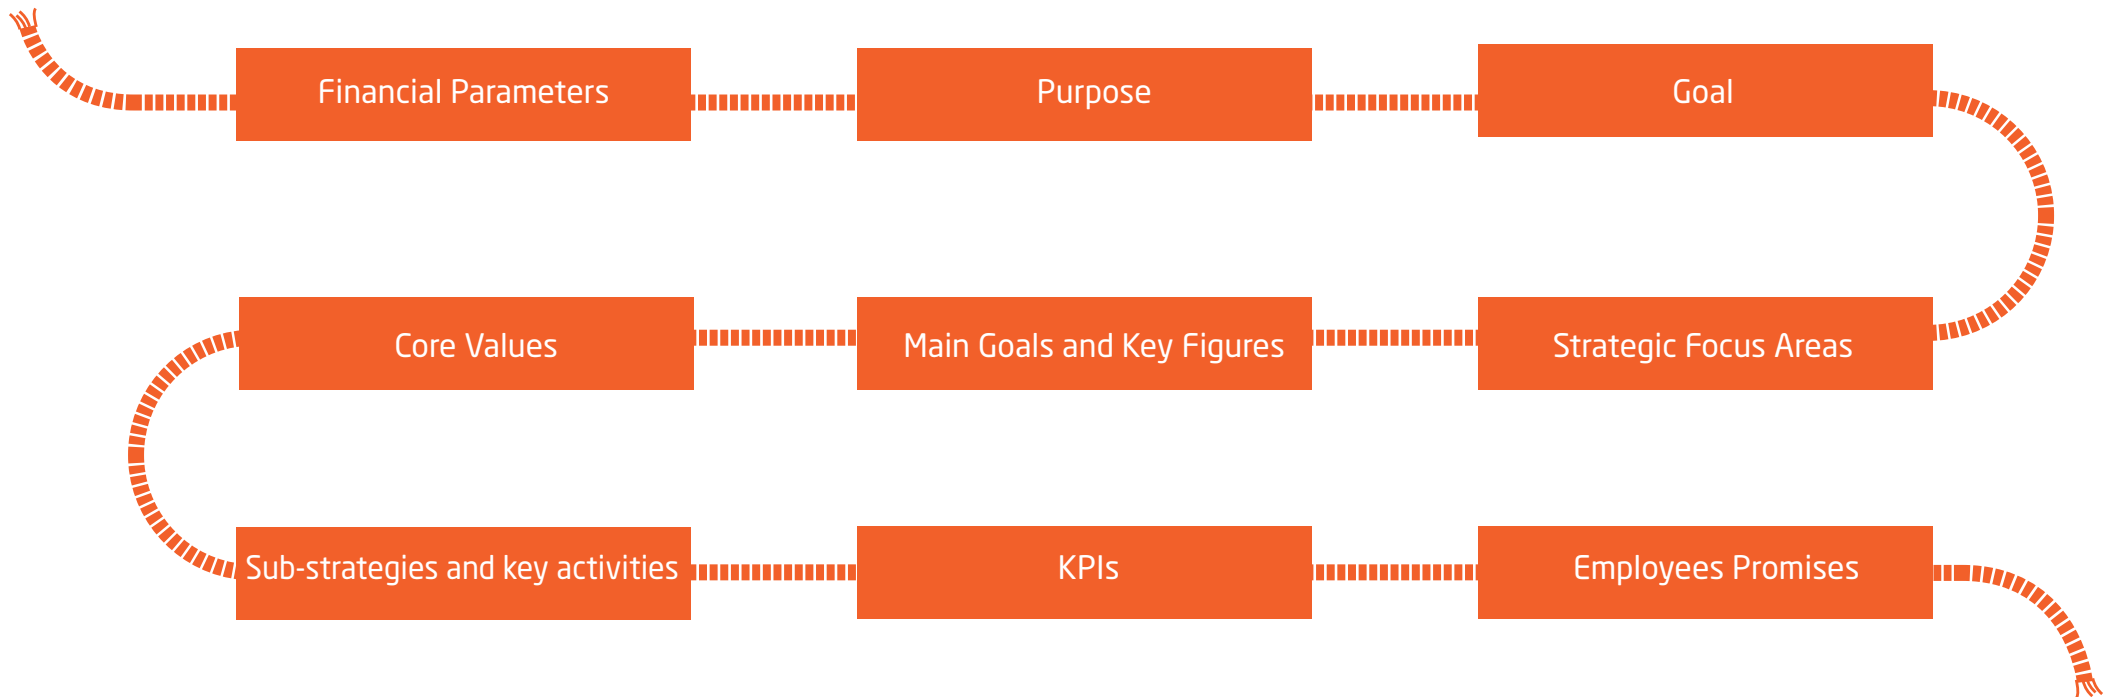 Financial Parameters
Purpose
Goal
Core Values
Main Goals and Key Figures
Strategic Focus Areas
Sub-strategies and key activities
KPIs
Employees Promises